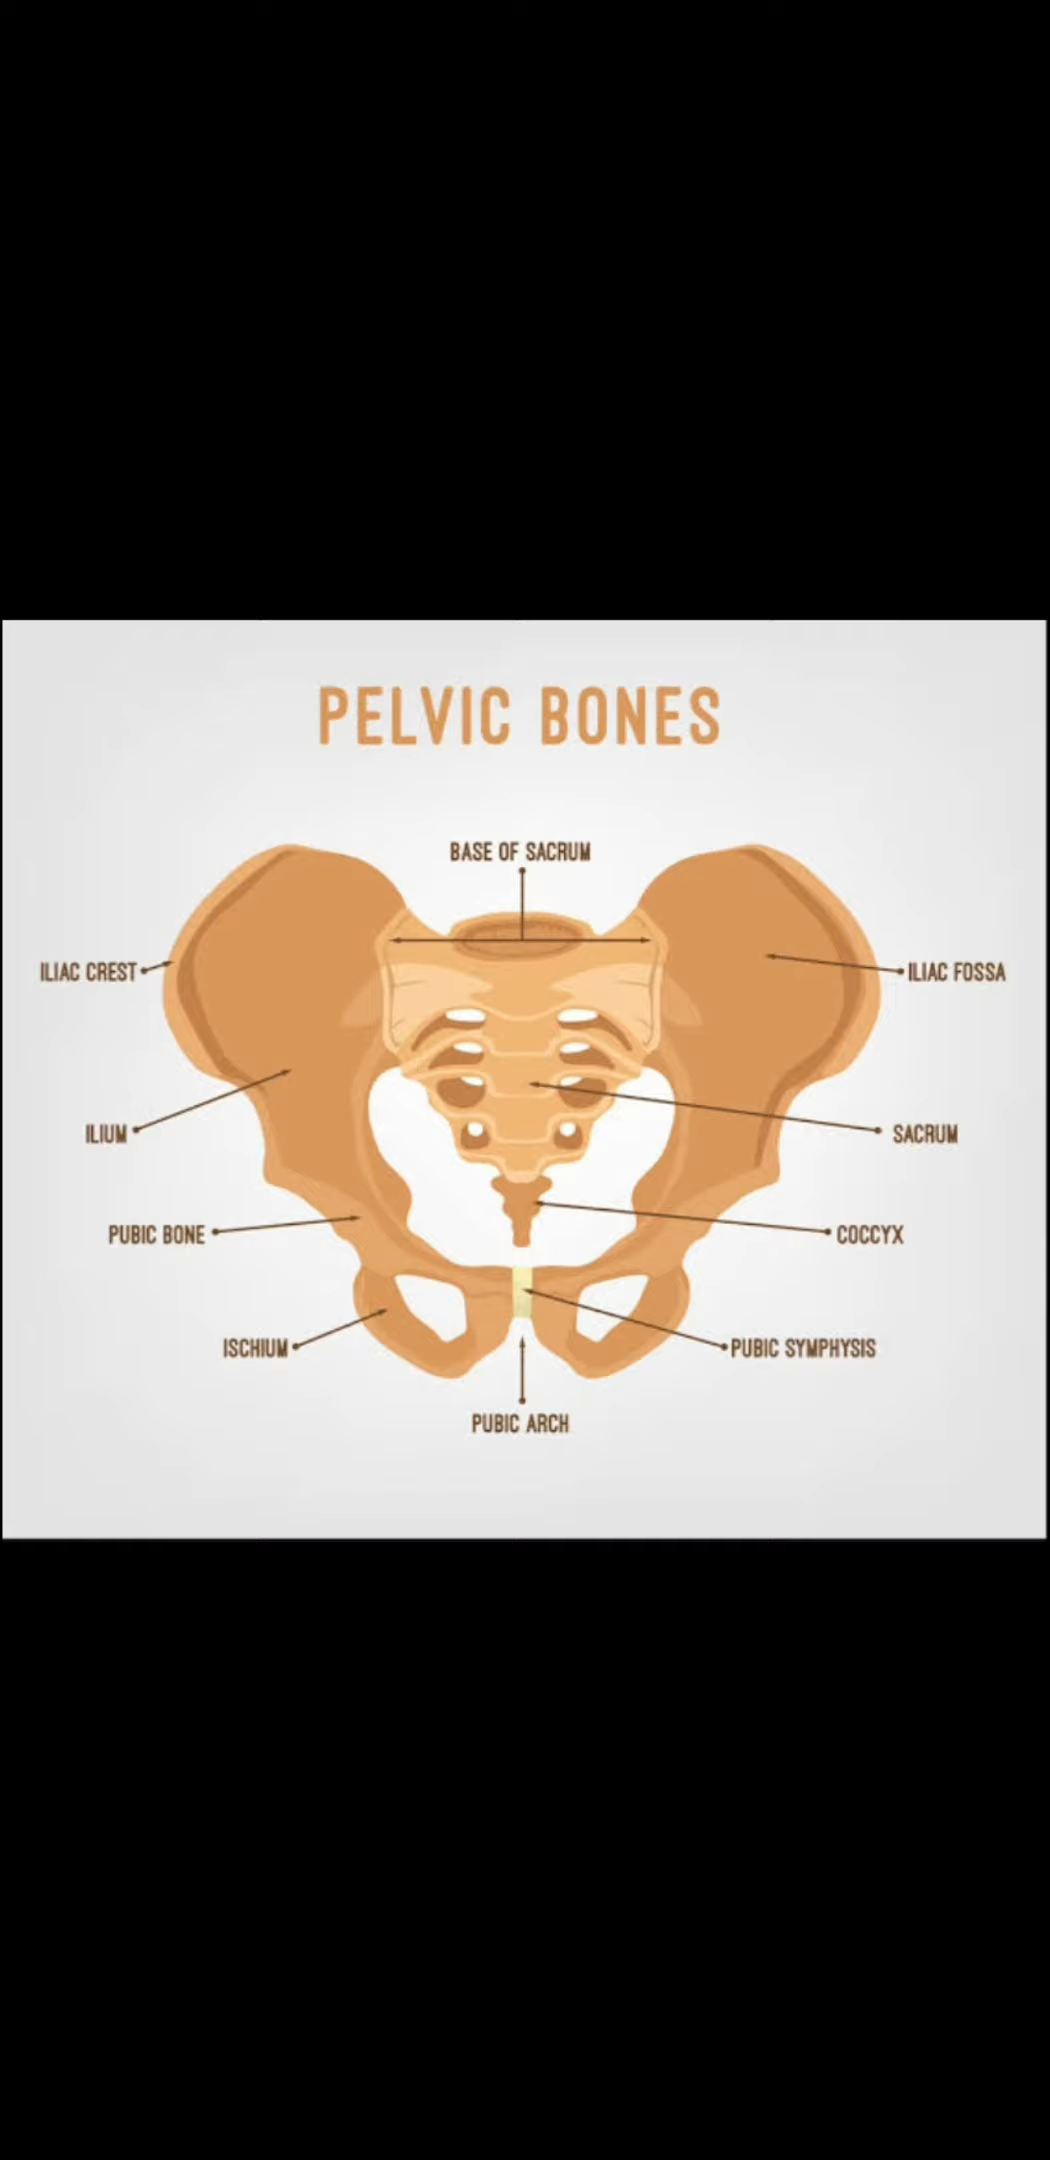 PELVIC BONES
BASE OF SACRUM
ILIAC CREST
ILIAC FOSSA
ILIUM
SACRUM
PUBIC BONE
COCCYX
ISCHIUM
PUBIC SYMPHYSIS
PUBIC ARCH